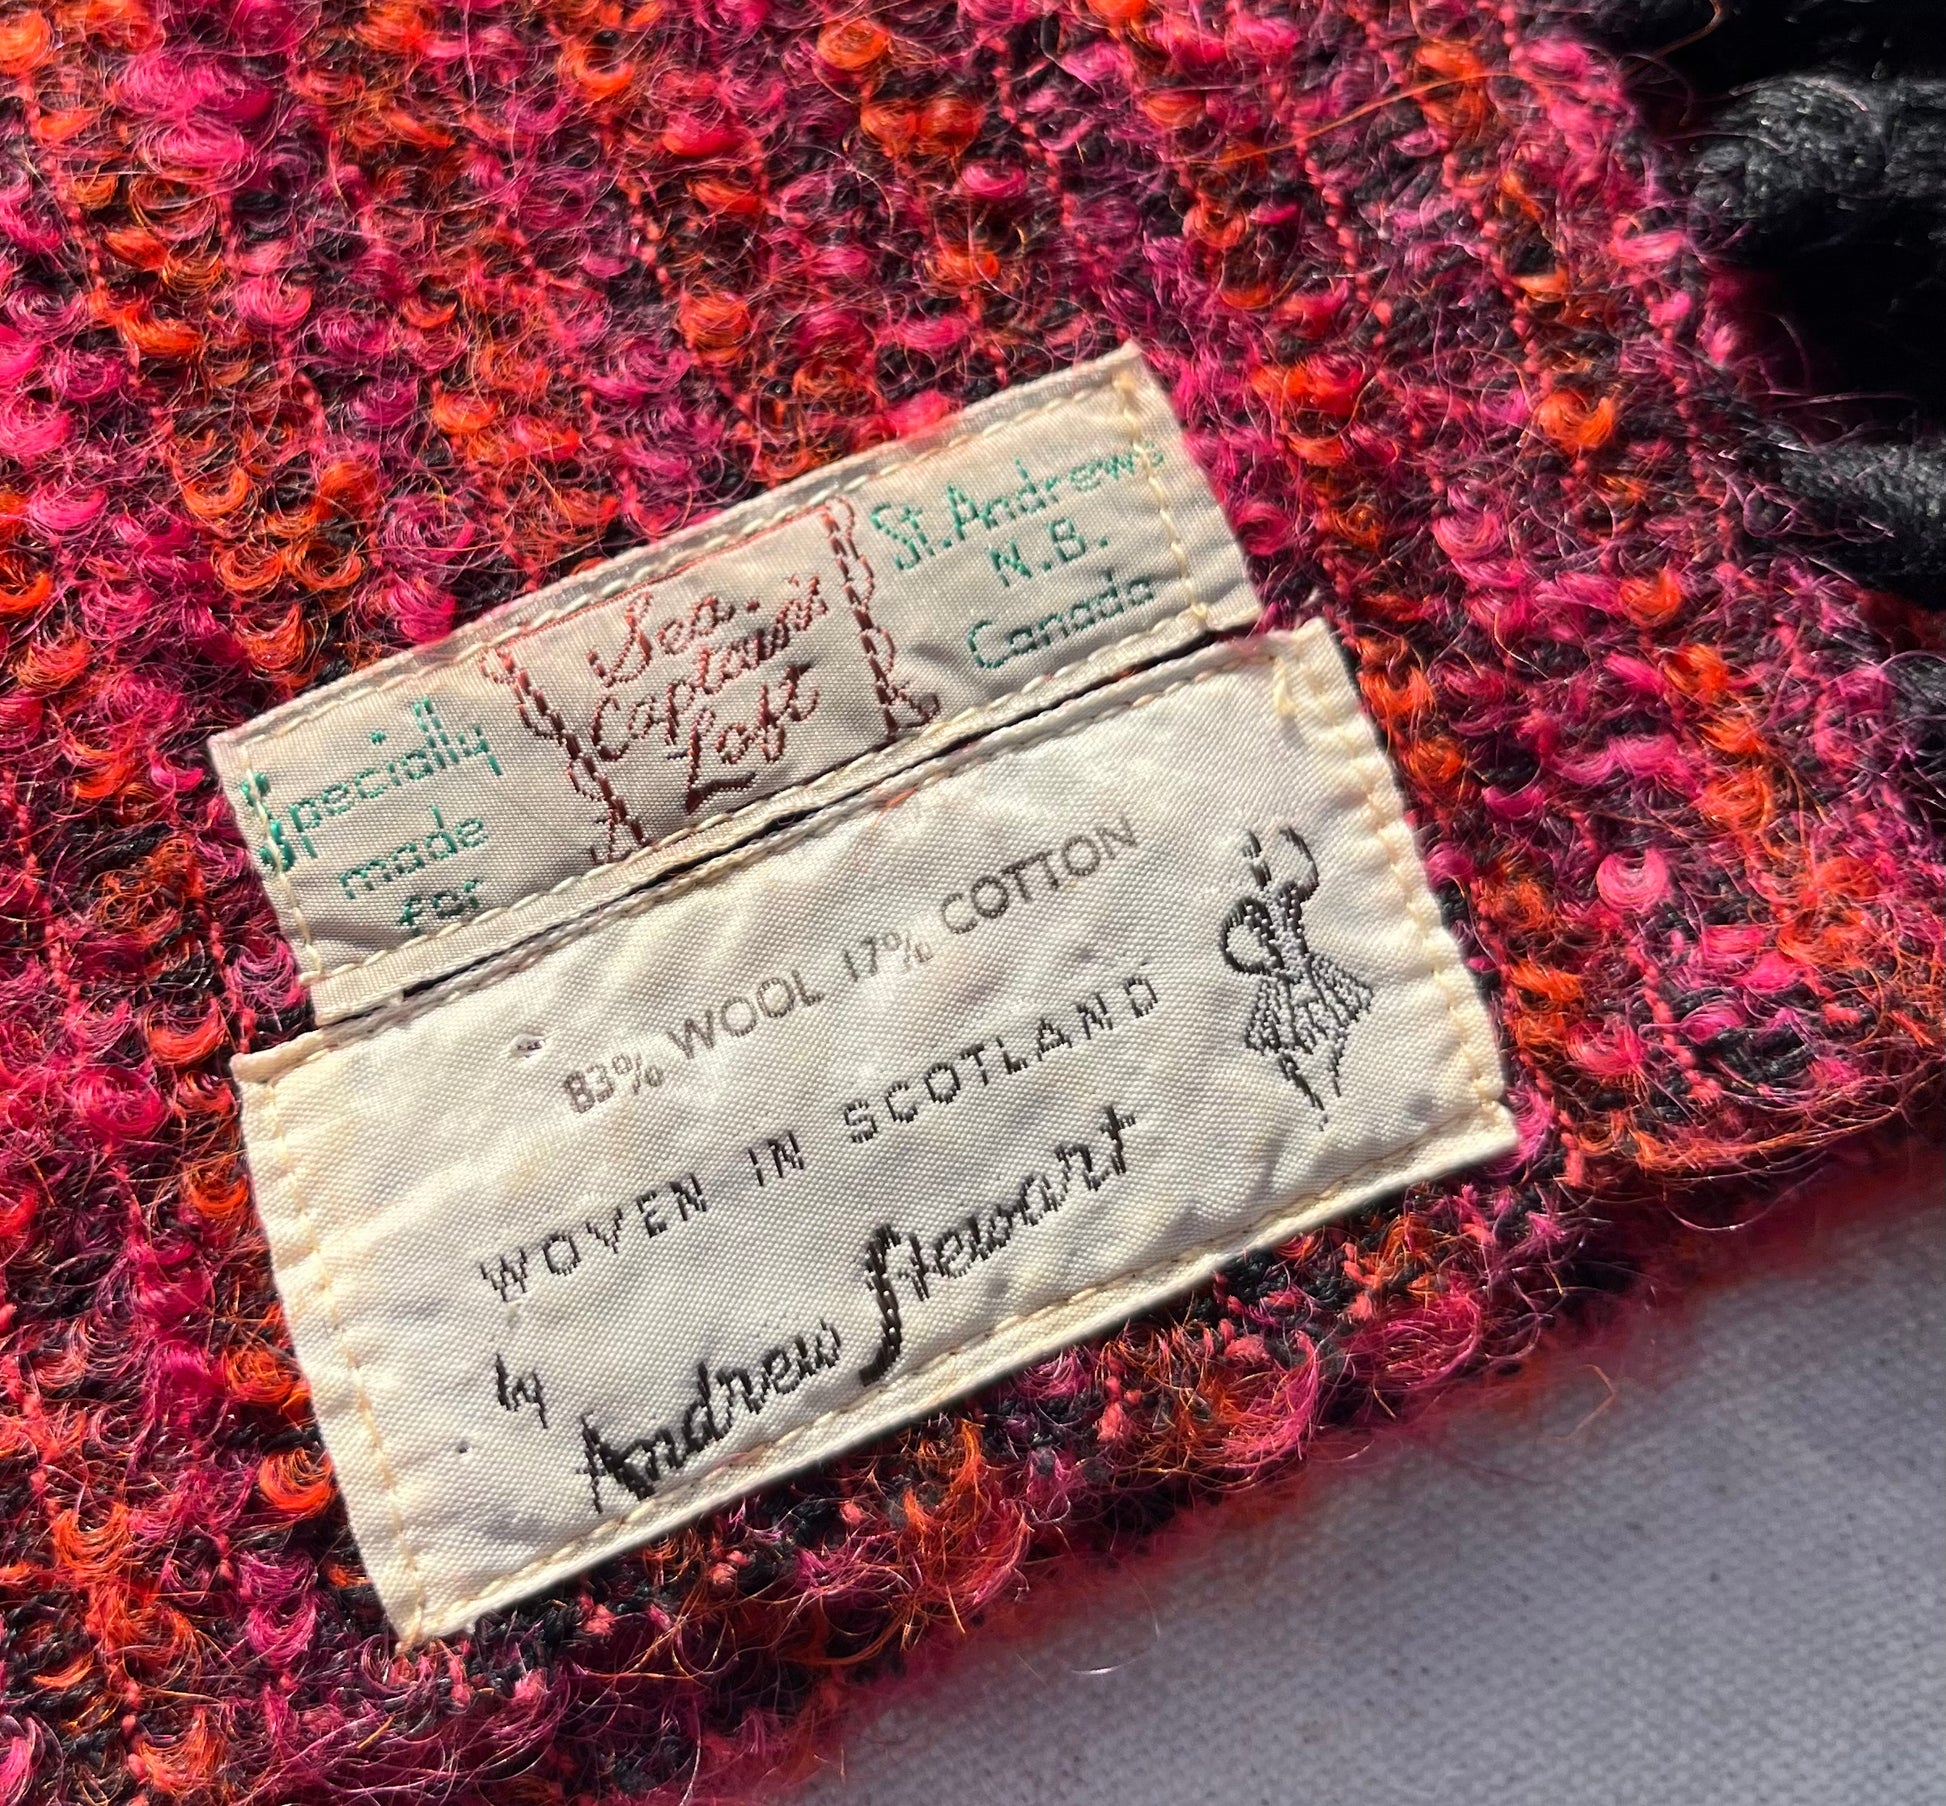 Specially
made
for
Sea
Captain's
Loft
St. Andrews
N.B.
Canada
83% WOOL 17% COTTON
WOVEN IN SCOTLAND
by
Andrew Stewart